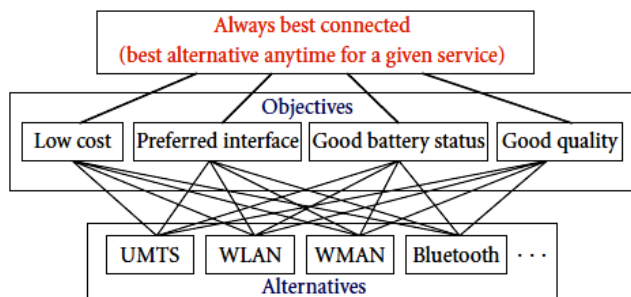 Always best connected
(best alternative anytime for a given service)
Objectives
Low cost
Preferred interface
Good battery status
Good quality
UMTS
WLAN
WMAN
Bluetooth
· · ·
Alternatives